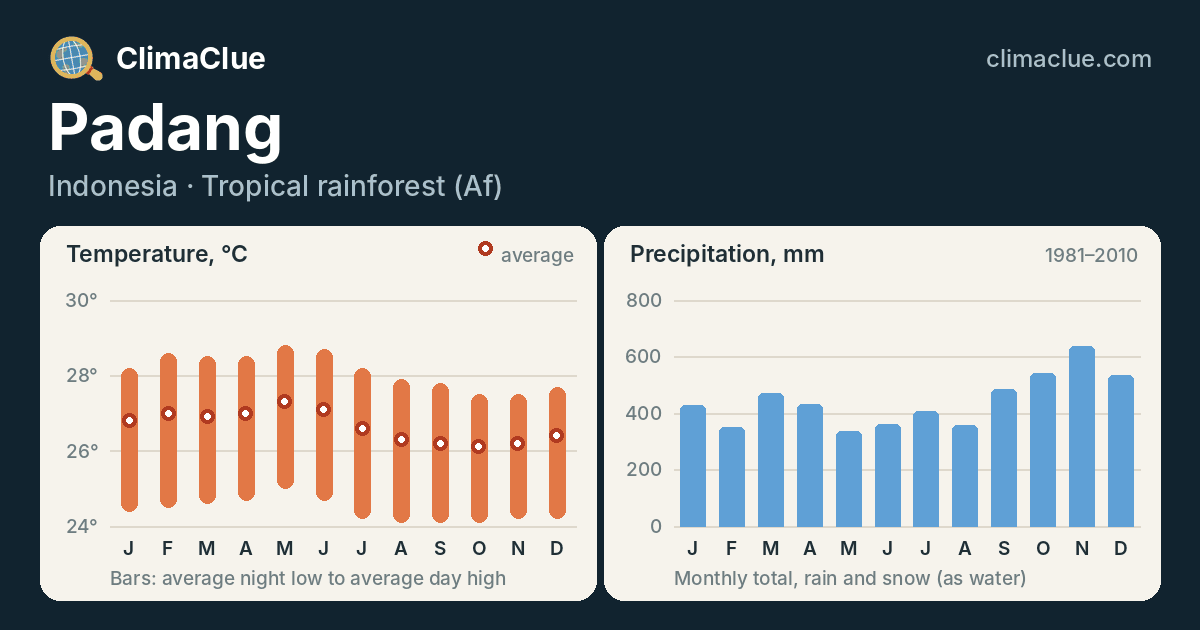 ClimaClue
climaclue.com
Padang
Indonesia · Tropical rainforest (Af)
Temperature, °C
average
30°
28°
26°
24°
J F M A M J J A S O N D
Bars: average night low to average day high
Precipitation, mm
1981–2010
800
600
400
200
0
J F M A M J J A S O N D
Monthly total, rain and snow (as water)